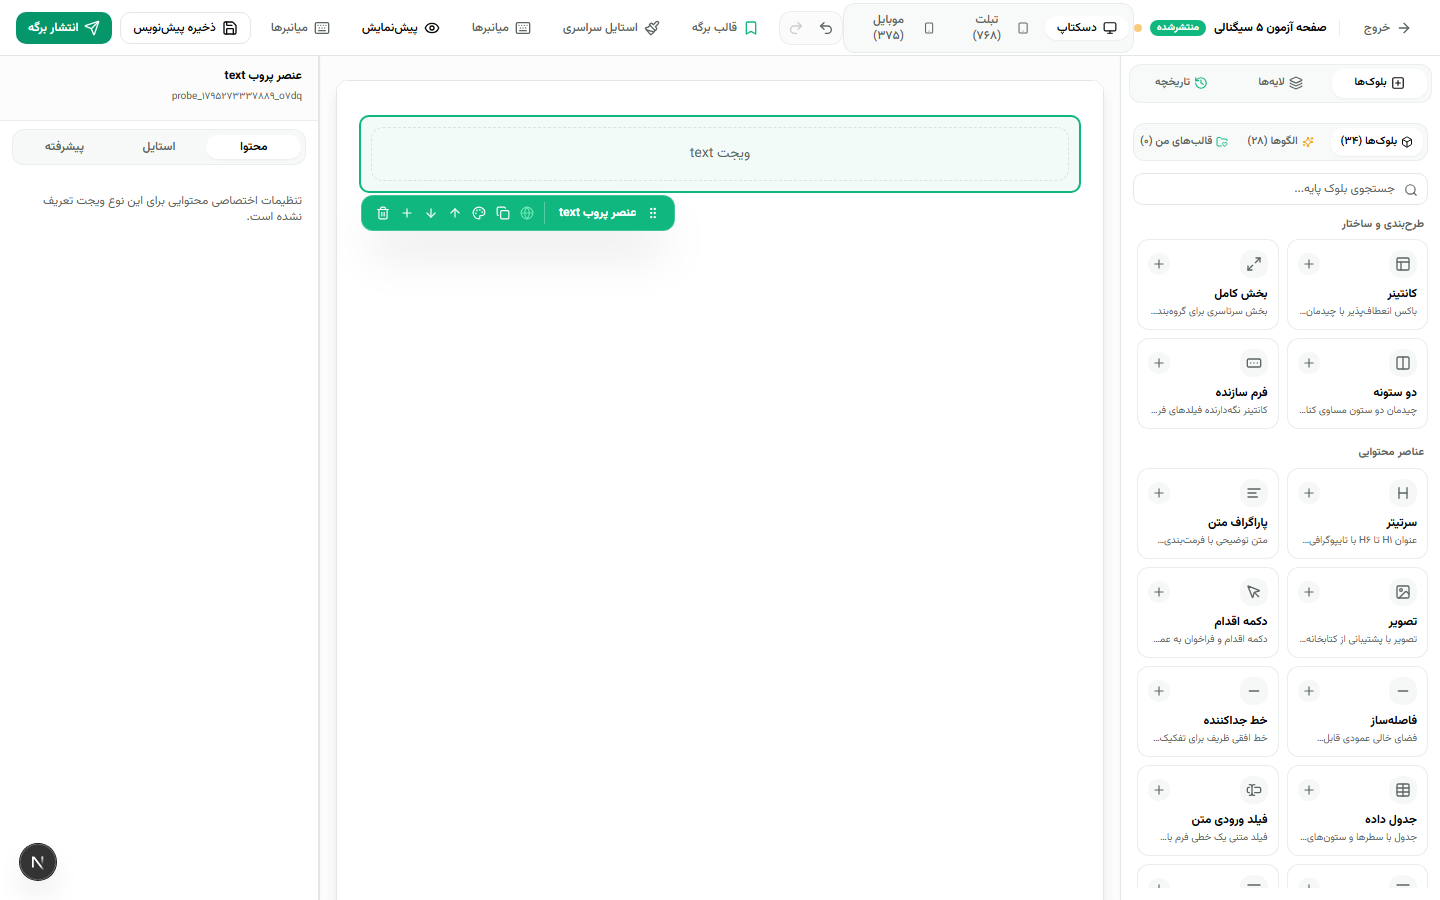 خروج
صفحه آزمون ۵ سیگنالی
منتشرشده
دسکتاپ
تبلت (۷۶۸)
موبایل (۳۷۵)
قالب برگه
استایل سراسری
میانبرها
پیش‌نمایش
میانبرها
ذخیره پیش‌نویس
انتشار برگه
بلوک‌ها
لایه‌ها
تاریخچه
بلوک‌ها (۳۴)
الگوها (۲۸)
قالب‌های من (۰)
جستجوی بلوک پایه...
طرح‌بندی و ساختار
کانتینر
باکس انعطاف‌پذیر با چیدمان...
بخش کامل
بخش سرتاسری برای گروه‌بند...
دو ستونه
چیدمان دو ستون مساوی کنا...
فرم سازنده
کانتینر نگه‌دارنده فیلدهای فر...
عناصر محتوایی
سرتیتر
عنوان H۱ تا H۶ با تایپوگرافی...
پاراگراف متن
متن توضیحی با فرمت‌بندی...
تصویر
تصویر با پشتیبانی از کتابخانه...
دکمه اقدام
دکمه اقدام و فراخوان به عمـ...
فاصله‌ساز
فضای خالی عمودی قابل...
خط جداکننده
خط افقی ظریف برای تفکیک...
جدول داده
جدول با سطرها و ستون‌های...
فیلد ورودی متن
فیلد متنی یک خطی فرم با...
ویجت text
عنصر پروب text
عنصر پروب text
probe_۱۷۹۵۲۷۳۳۳۷۸۸۹_o۷dq
محتوا
استایل
پیشرفته
تنظیمات اختصاصی محتوایی برای این نوع ویجت تعریف
نشده است.
N